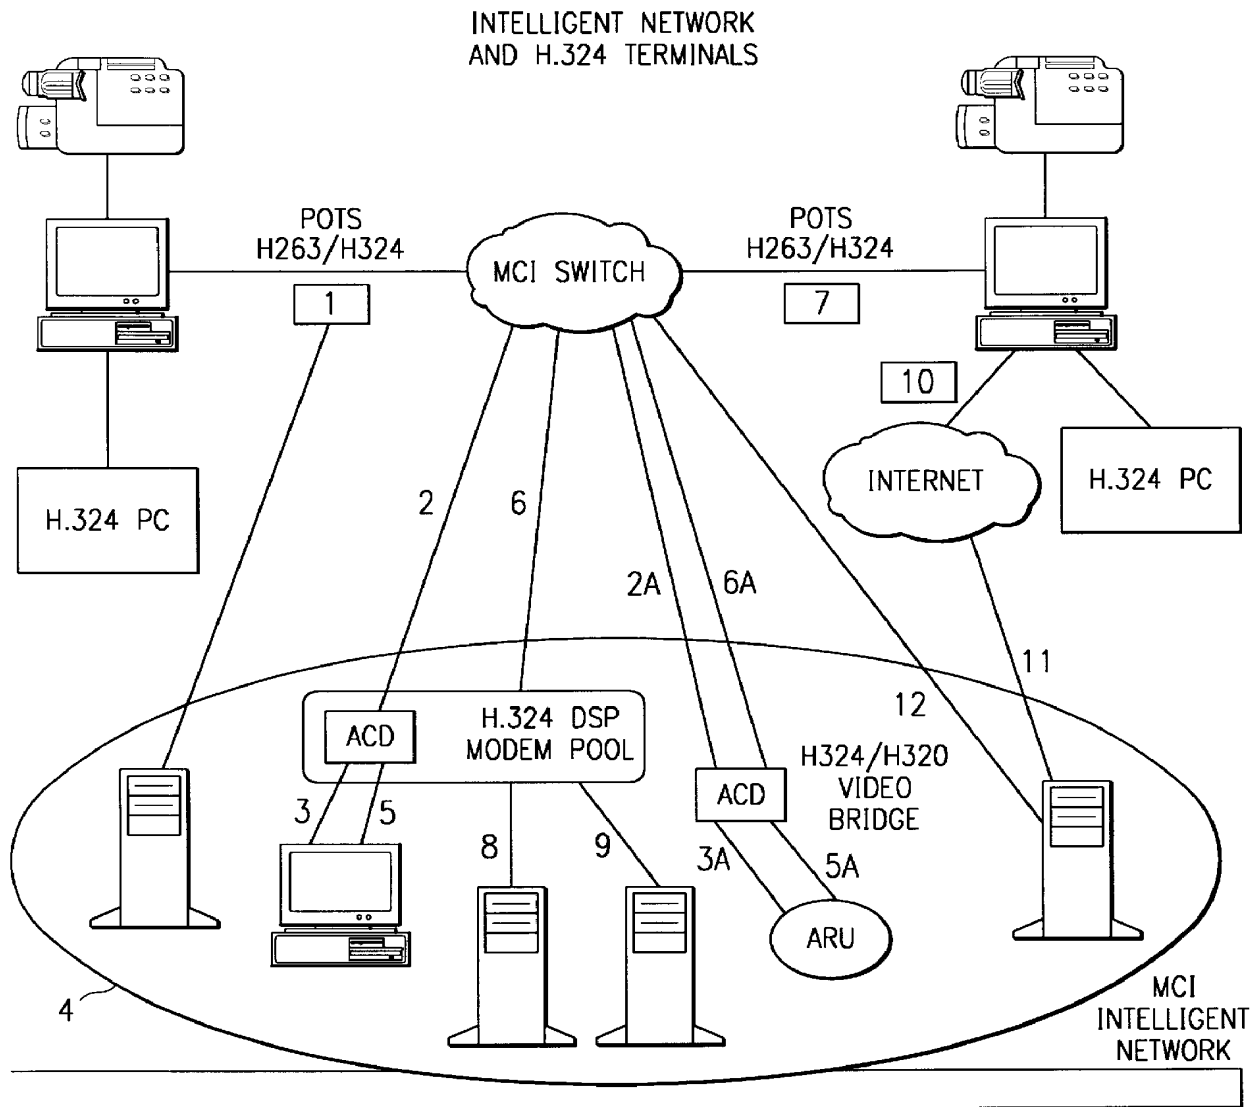 INTELLIGENT NETWORK
AND H.324 TERMINALS
POTS
H263/H324
MCI SWITCH
POTS
H263/H324
1
7
10
H.324 PC
INTERNET
H.324 PC
2
6
2A
6A
11
12
ACD
H.324 DSP
MODEM POOL
ACD
H324/H320
VIDEO
BRIDGE
3
5
8
9
3A
5A
ARU
4
MCI
INTELLIGENT
NETWORK